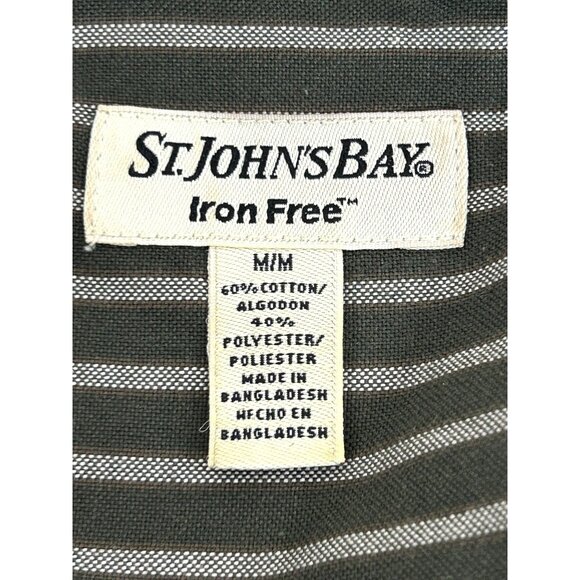 ST. JOHN'S BAY®
Iron Free™
M/M
60% COTTON/
ALGODON
40%
POLYESTER/
POLIESTER
MADE IN
BANGLADESH
HECHO EN
BANGLADESH